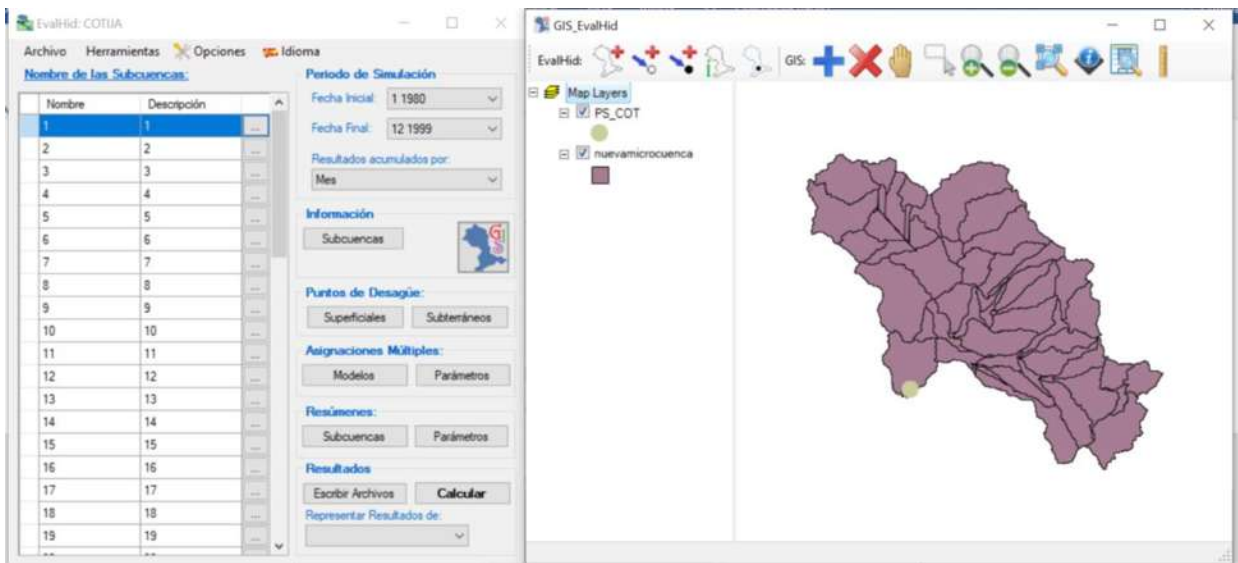 EvalHid: COTIJA
Archivo Herramientas Opciones Idioma
Nombre de las Subcuencas:
Nombre Descripción
1 1 ...
2 2 ...
3 3 ...
4 4 ...
5 5 ...
6 6 ...
7 7 ...
8 8 ...
9 9 ...
10 10 ...
11 11 ...
12 12 ...
13 13 ...
14 14 ...
15 15 ...
16 16 ...
17 17 ...
18 18 ...
19 19 ...
Periodo de Simulación
Fecha Inicial: 1 1980
Fecha Final: 12 1999
Resultados acumulados por:
Mes
Información
Subcuencas
Puntos de Desagüe:
Superficiales Subterráneos
Asignaciones Múltiples:
Modelos Parámetros
Resúmenes:
Subcuencas Parámetros
Resultados
Escribir Archivos Calcular
Representar Resultados de:
GIS_EvalHid
EvalHid: GIS:
Map Layers
PS_COT
nuevamicrocuenca